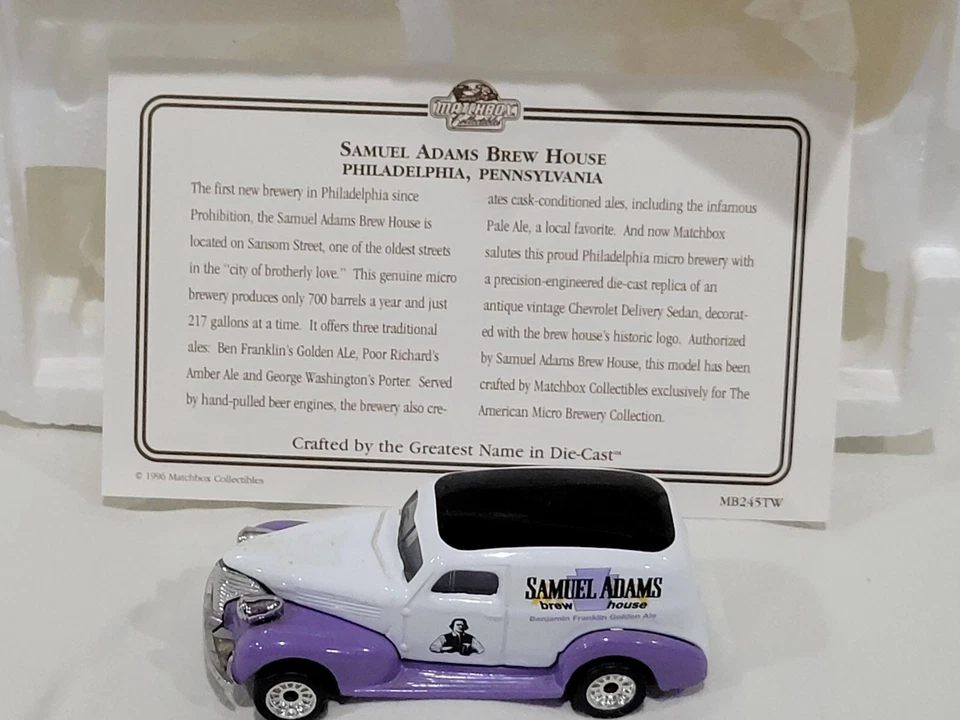 MATCHBOX
Collectibles
SAMUEL ADAMS BREW HOUSE
PHILADELPHIA, PENNSYLVANIA
The first new brewery in Philadelphia since
Prohibition, the Samuel Adams Brew House is
located on Sansom Street, one of the oldest streets
in the "city of brotherly love." This genuine micro
brewery produces only 700 barrels a year and just
217 gallons at a time. It offers three traditional
ales: Ben Franklin's Golden ALe, Poor Richard's
Amber Ale and George Washington's Porter. Served
by hand-pulled beer engines, the brewery also cre-
ates cask-conditioned ales, including the infamous
Pale Ale, a local favorite. And now Matchbox
salutes this proud Philadelphia micro brewery with
a precision-engineered die-cast replica of an
antique vintage Chevrolet Delivery Sedan, decorat-
ed with the brew house's historic logo. Authorized
by Samuel Adams Brew House, this model has been
crafted by Matchbox Collectibles exclusively for The
American Micro Brewery Collection.
Crafted by the Greatest Name in Die-Cast℠
© 1996 Matchbox Collectibles
MB245TW
SAMUEL ADAMS
brew house
Benjamin Franklin Golden Ale